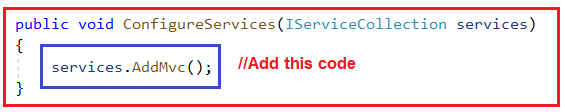 public void ConfigureServices(IServiceCollection services)
{
services.AddMvc(); //Add this code
}